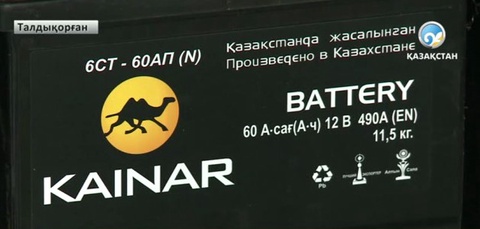 Талдықорған
6СТ - 60АП (N)
Қазақстанда жасалынған
Произведено в Казахстане
ҚАЗАҚСТАН
BATTERY
60 А·сағ(А·ч) 12 В 490А (EN)
11,5 кг.
KAINAR
Pb